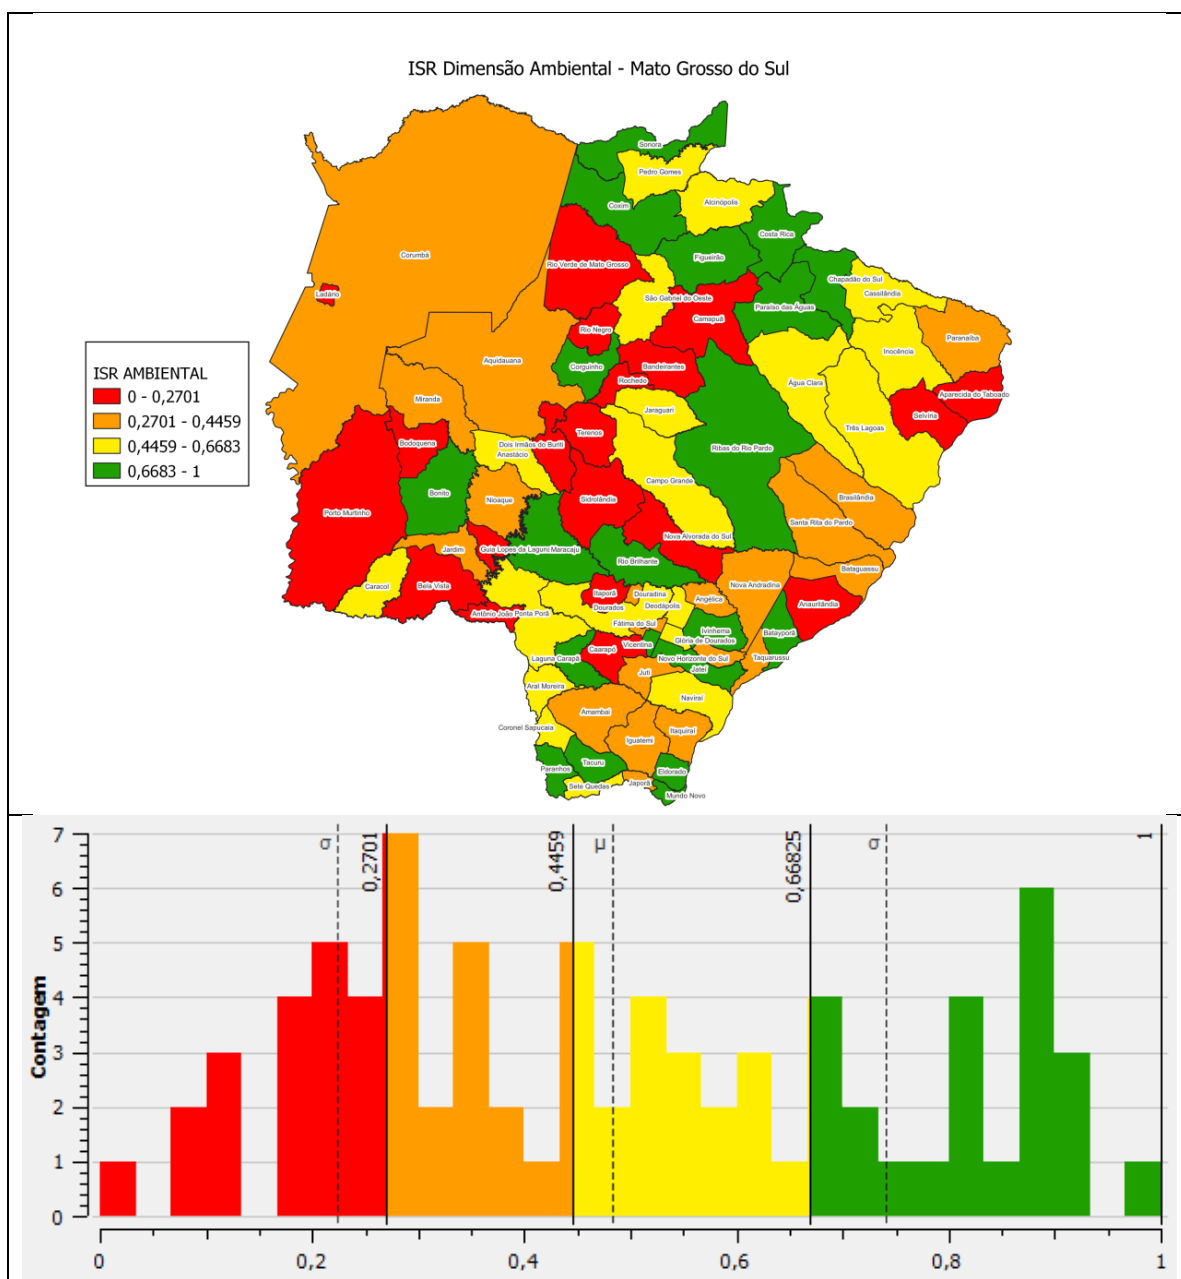 ISR Dimensão Ambiental - Mato Grosso do Sul
Sonora
Pedro Gomes
Alcinópolis
Coxim
Costa Rica
Corumbá
Figueirão
Rio Verde de Mato Grosso
Chapadão do Sul
Cassilândia
Ladário
São Gabriel do Oeste
Paraíso das Águas
Camapuã
Rio Negro
Paranaíba
Inocência
Aquidauana
Corguinho
Bandeirantes
Rochedo
Água Clara
Aparecida do Taboado
Selvíria
Miranda
Jaraguari
Três Lagoas
Terenos
Bodoquena
Dois Irmãos do Buriti
Anastácio
Ribas do Rio Pardo
Campo Grande
Bonito
Nioaque
Sidrolândia
Brasilândia
Porto Murtinho
Santa Rita do Pardo
Nova Alvorada do Sul
Jardim
Guia Lopes da Laguna
Maracaju
Rio Brilhante
Bataguassu
Caracol
Bela Vista
Nova Andradina
Itaporã
Douradina
Angélica
Anaurilândia
Antônio João
Ponta Porã
Dourados
Deodápolis
Fátima do Sul
Ivinhema
Batayporã
Glória de Dourados
Vicentina
Caarapó
Laguna Carapã
Novo Horizonte do Sul
Taquarussu
Jateí
Juti
Aral Moreira
Naviraí
Amambai
Coronel Sapucaia
Itaquiraí
Iguatemi
Paranhos
Tacuru
Eldorado
Sete Quedas
Japorã
Mundo Novo
ISR AMBIENTAL
0 - 0,2701
0,2701 - 0,4459
0,4459 - 0,6683
0,6683 - 1
Contagem
7
6
5
4
3
2
1
0
σ
0,2701
0,4459
μ
0,66825
σ
1
0
0,2
0,4
0,6
0,8
1